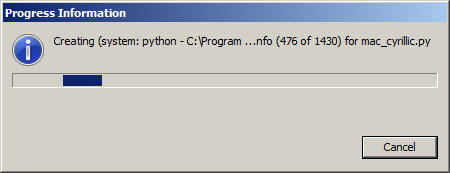 Progress Information
Creating (system: python - C:\Program ...nfo (476 of 1430) for mac_cyrillic.py
Cancel